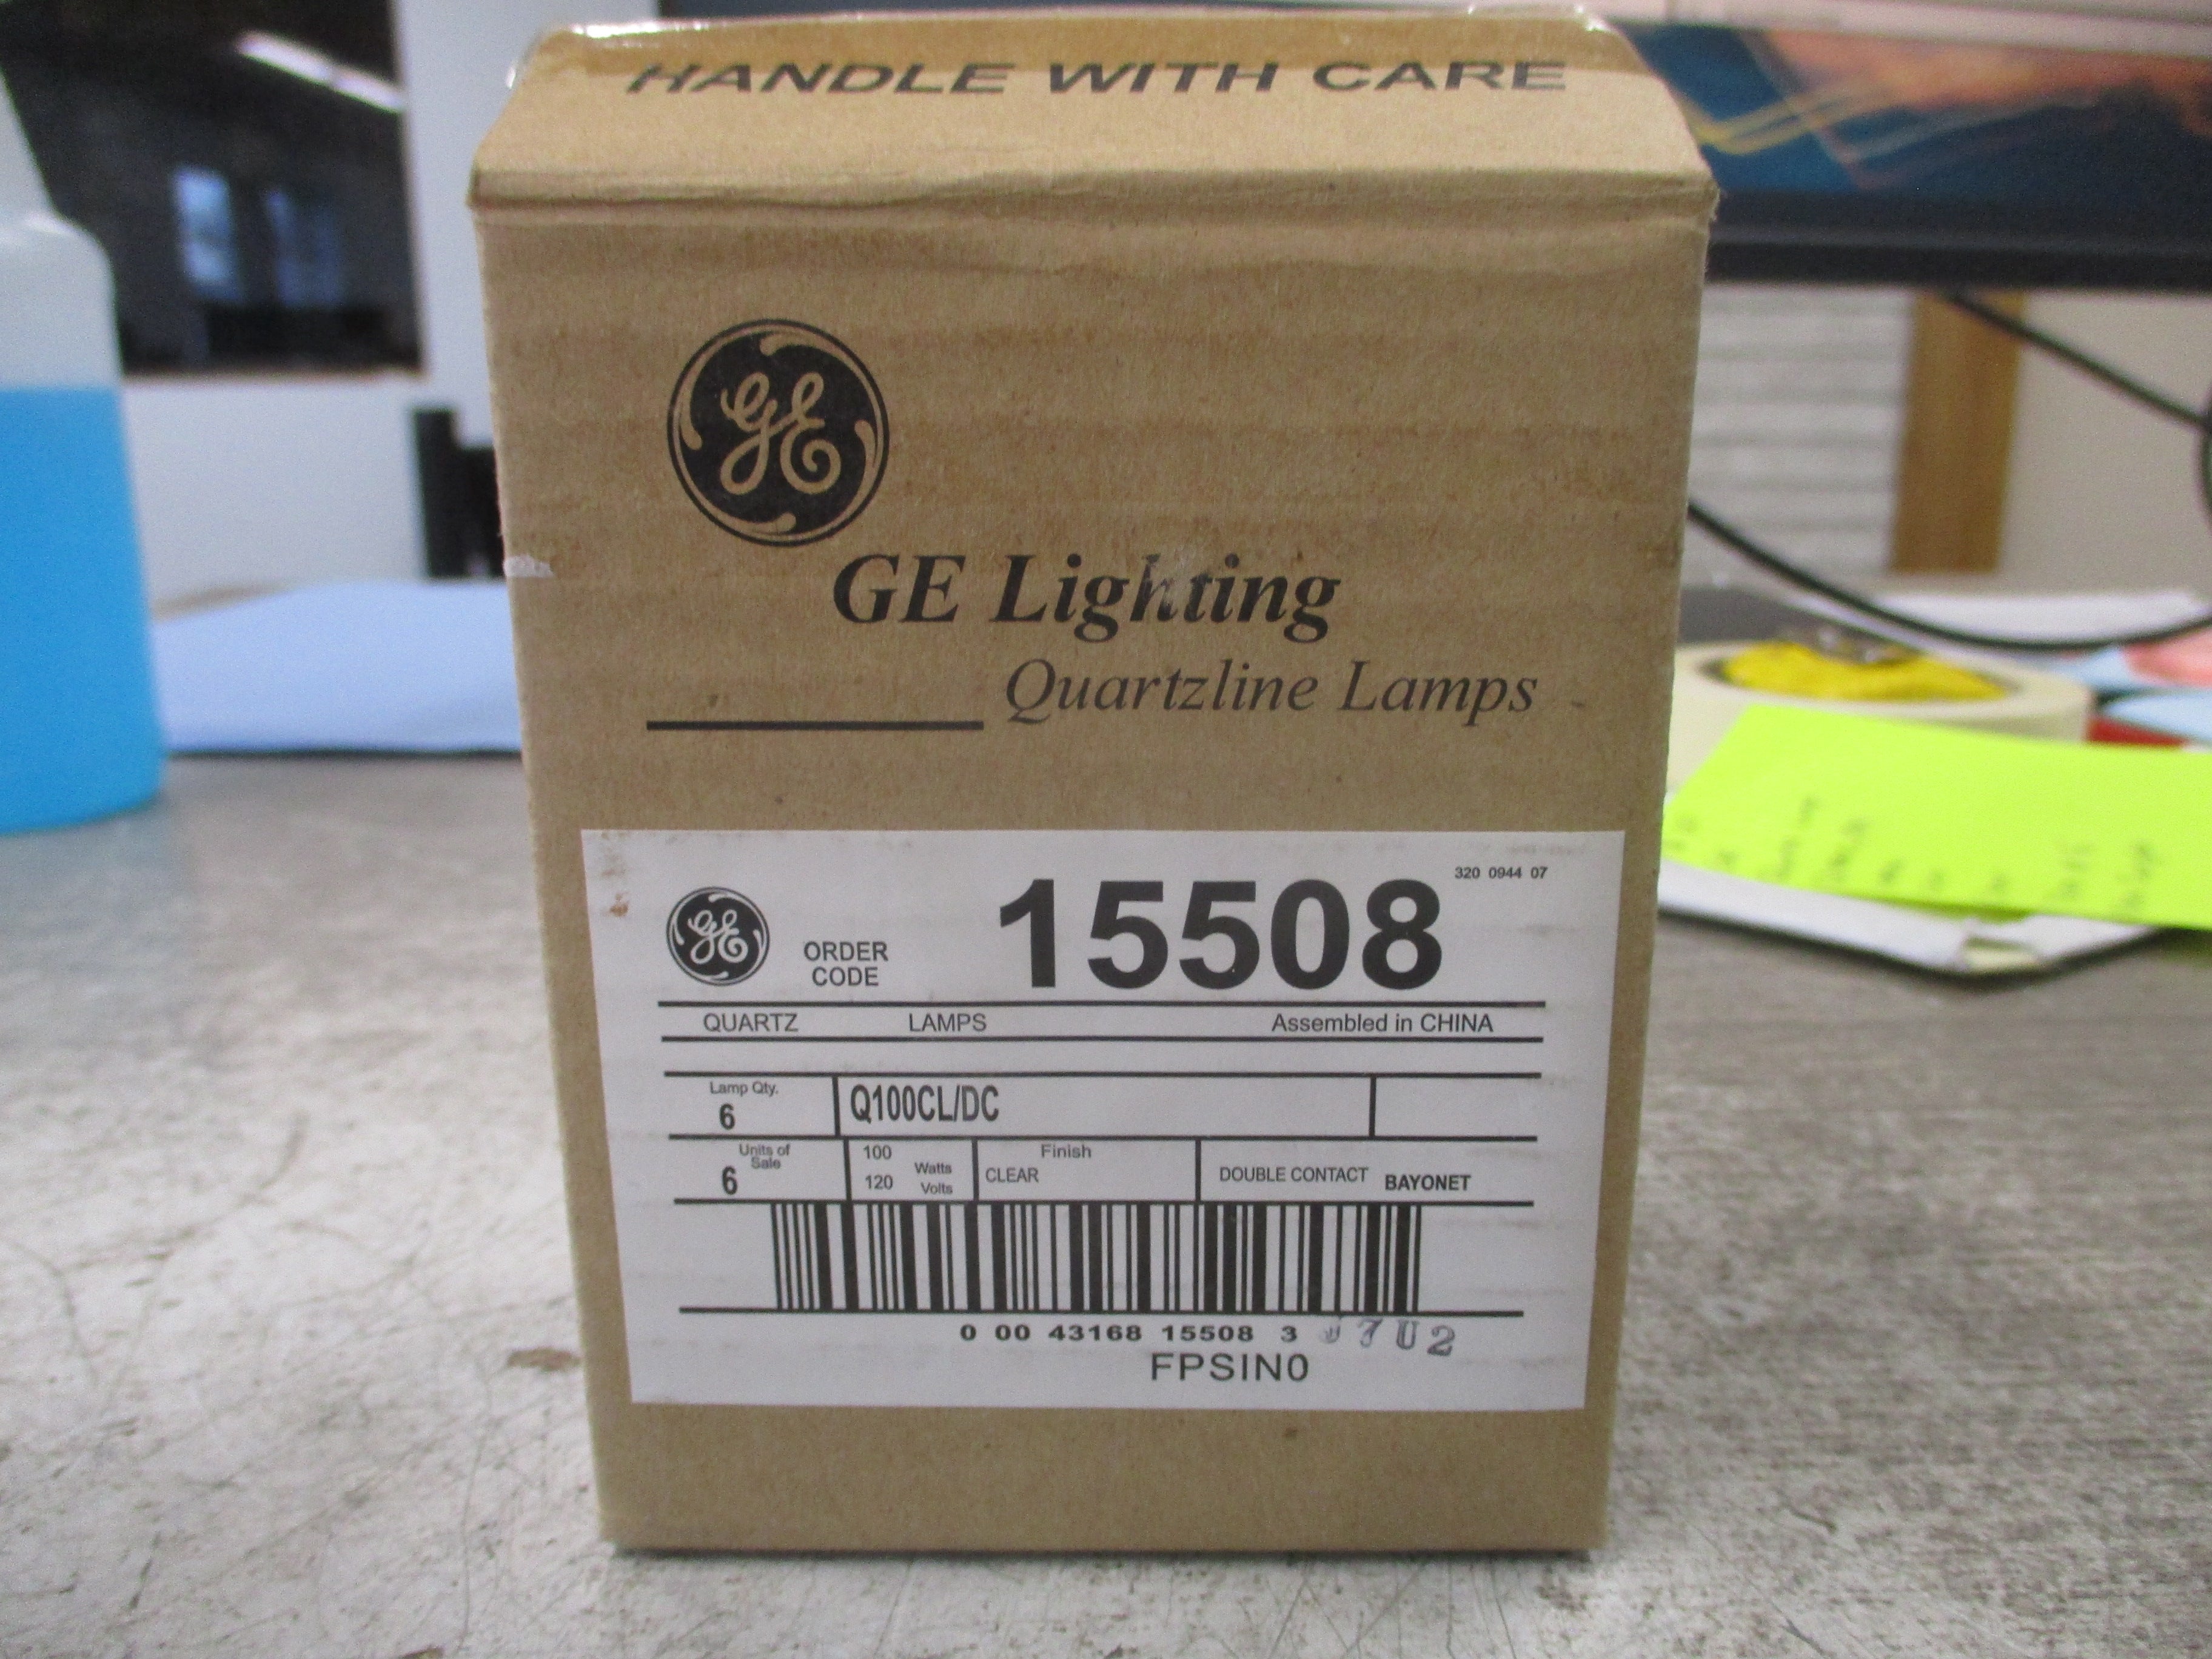 HANDLE WITH CARE
GE
GE Lighting
Quartzline Lamps
320 0944 07
GE
ORDER CODE
15508
QUARTZ LAMPS Assembled in CHINA
Lamp Qty.
6
Q100CL/DC
Units of Sale
6
100 Watts
120 Volts
Finish
CLEAR
DOUBLE CONTACT BAYONET
0 00 43168 15508 3
7U2
FPSIN0